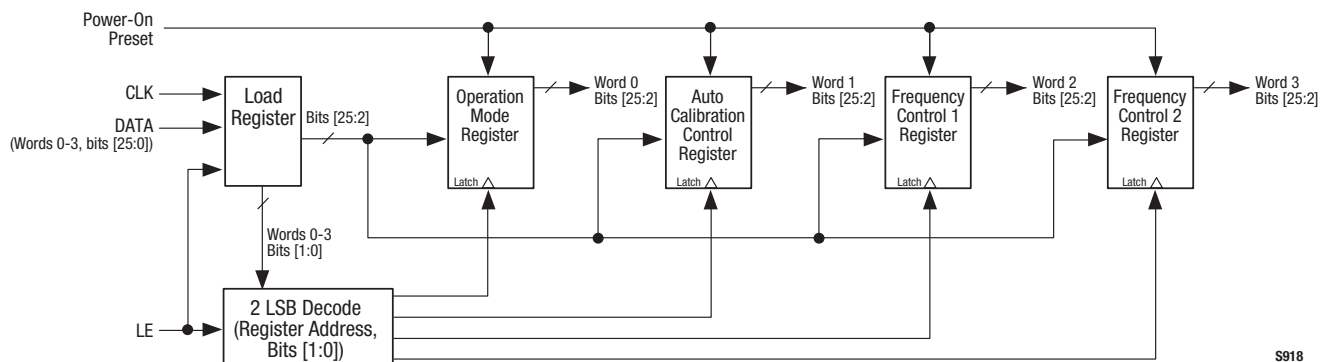 Power-On
Preset
CLK
DATA
(Words 0-3, bits [25:0])
Load
Register
Bits [25:2]
Operation
Mode
Register
Latch
Word 0
Bits [25:2]
Auto
Calibration
Control
Register
Latch
Word 1
Bits [25:2]
Frequency
Control 1
Register
Latch
Word 2
Bits [25:2]
Frequency
Control 2
Register
Latch
Word 3
Bits [25:2]
Words 0-3
Bits [1:0]
LE
2 LSB Decode
(Register Address,
Bits [1:0])
S918